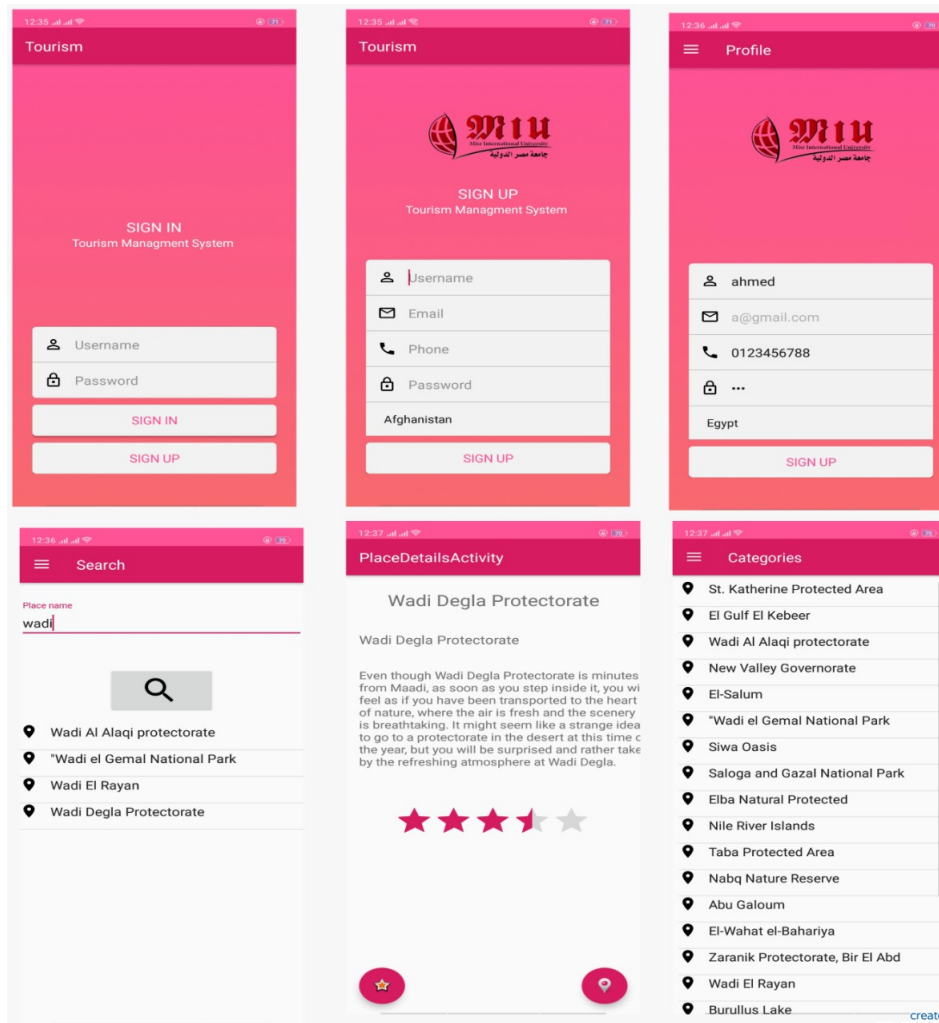 12:35
71
Tourism
SIGN IN
Tourism Managment System
Username
Password
SIGN IN
SIGN UP
12:35
71
Tourism
MIU
Misr International University
جامعة مصر الدولية
SIGN UP
Tourism Managment System
Username
Email
Phone
Password
Afghanistan
SIGN UP
12:36
Profile
MIU
Misr International University
جامعة مصر الدولية
ahmed
a@gmail.com
0123456788
•••
Egypt
SIGN UP
12:36
Search
Place name
wadi
Wadi Al Alaqi protectorate
"Wadi el Gemal National Park
Wadi El Rayan
Wadi Degla Protectorate
12:37
PlaceDetailsActivity
Wadi Degla Protectorate
Wadi Degla Protectorate
Even though Wadi Degla Protectorate is minutes
from Maadi, as soon as you step inside it, you wi
feel as if you have been transported to the heart
of nature, where the air is fresh and the scenery
is breathtaking. It might seem like a strange idea
to go to a protectorate in the desert at this time o
the year, but you will be surprised and rather take
by the refreshing atmosphere at Wadi Degla.
12:37
Categories
St. Katherine Protected Area
El Gulf El Kebeer
Wadi Al Alaqi protectorate
New Valley Governorate
El-Salum
"Wadi el Gemal National Park
Siwa Oasis
Saloga and Gazal National Park
Elba Natural Protected
Nile River Islands
Taba Protected Area
Nabq Nature Reserve
Abu Galoum
El-Wahat el-Bahariya
Zaranik Protectorate, Bir El Abd
Wadi El Rayan
Burullus Lake
create